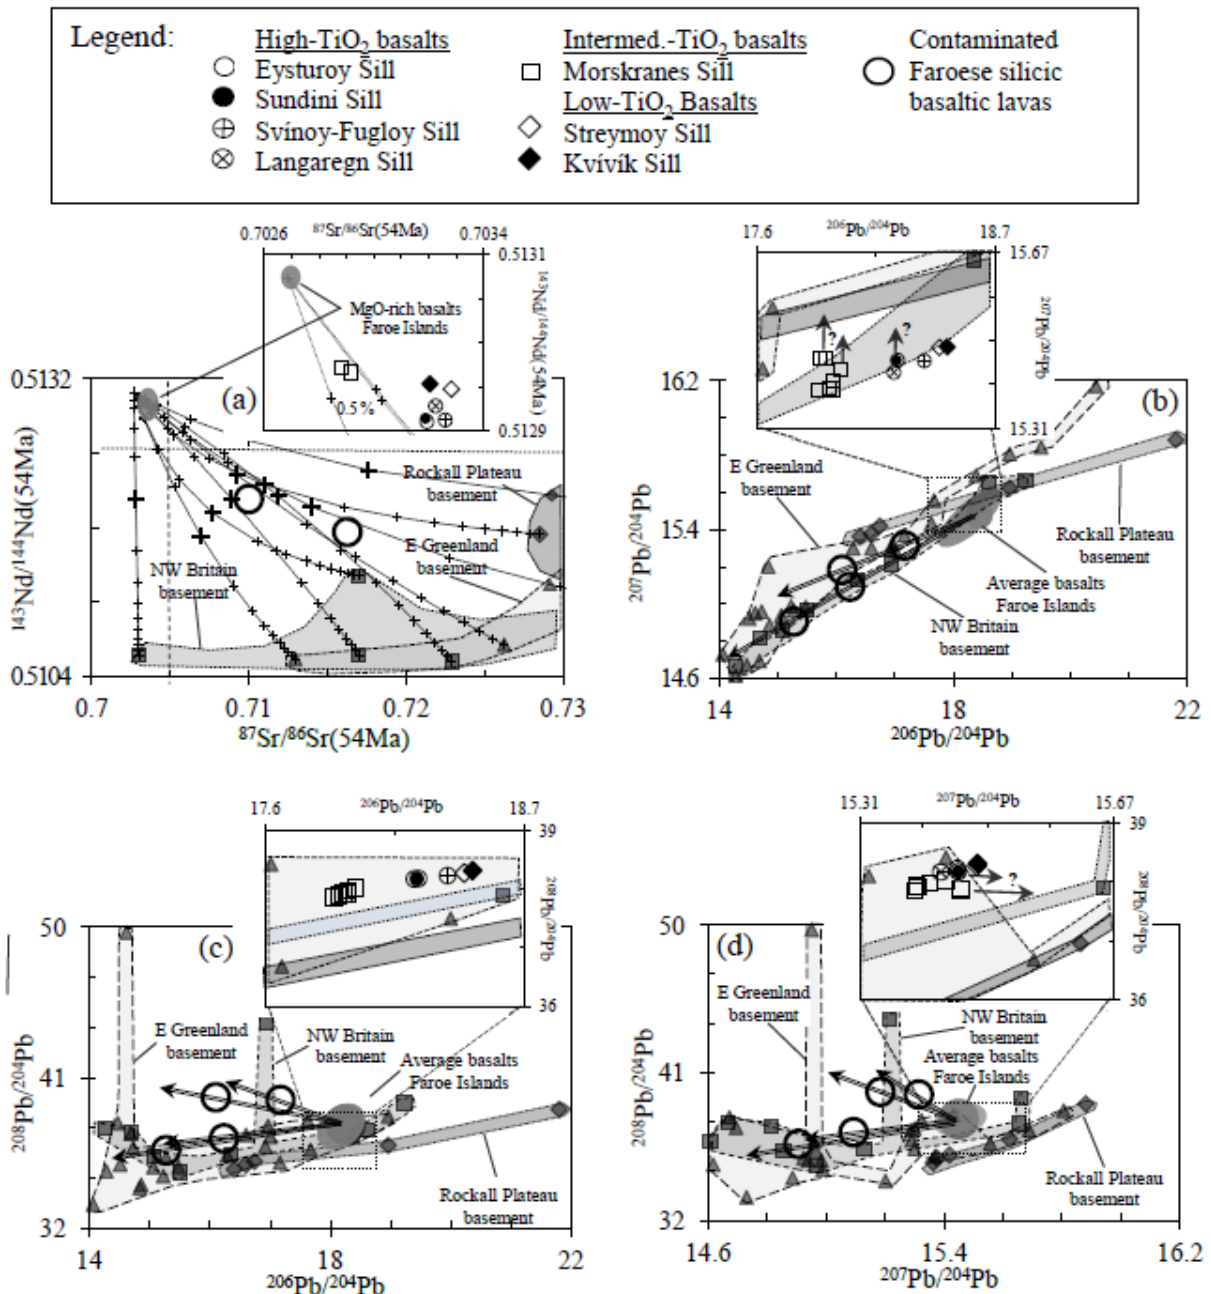 Legend:
High-TiO2 basalts
Eysturoy Sill
Sundini Sill
Svínoy-Fugloy Sill
Langaregn Sill
Intermed.-TiO2 basalts
Morskranes Sill
Low-TiO2 Basalts
Streymoy Sill
Kvívík Sill
Contaminated
Faroese silicic
basaltic lavas
0.7026
87Sr/86Sr(54Ma)
0.7034
0.5131
143Nd/144Nd(54Ma)
0.5129
0.5 %
MgO-rich basalts
Faroe Islands
(a)
0.5132
0.5104
143Nd/144Nd(54Ma)
Rockall Plateau
basement
E Greenland
basement
NW Britain
basement
0.7
0.71
0.72
0.73
87Sr/86Sr(54Ma)
17.6
206Pb/204Pb
18.7
15.67
207Pb/204Pb
15.31
?
?
(b)
16.2
15.4
14.6
207Pb/204Pb
E Greenland
basement
Rockall Plateau
basement
Average basalts
Faroe Islands
NW Britain
basement
14
18
22
206Pb/204Pb
17.6
206Pb/204Pb
18.7
39
208Pb/204Pb
36
(c)
50
41
32
208Pb/204Pb
E Greenland
basement
NW Britain
basement
Average basalts
Faroe Islands
Rockall Plateau
basement
14
18
22
206Pb/204Pb
15.31
207Pb/204Pb
15.67
39
208Pb/204Pb
36
?
(d)
50
41
32
208Pb/204Pb
E Greenland
basement
NW Britain
basement
Average basalts
Faroe Islands
Rockall Plateau
basement
14.6
15.4
16.2
207Pb/204Pb